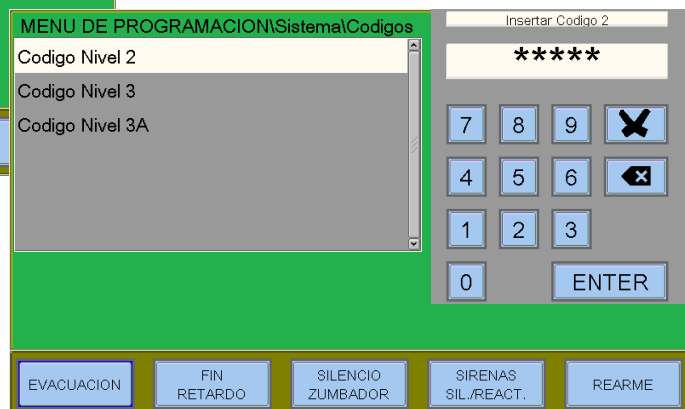 MENU DE PROGRAMACION\Sistema\Codigos
Codigo Nivel 2
Codigo Nivel 3
Codigo Nivel 3A
Insertar Codigo 2
*****
7 8 9
4 5 6
1 2 3
0 ENTER
EVACUACION
FIN
RETARDO
SILENCIO
ZUMBADOR
SIRENAS
SIL./REACT.
REARME